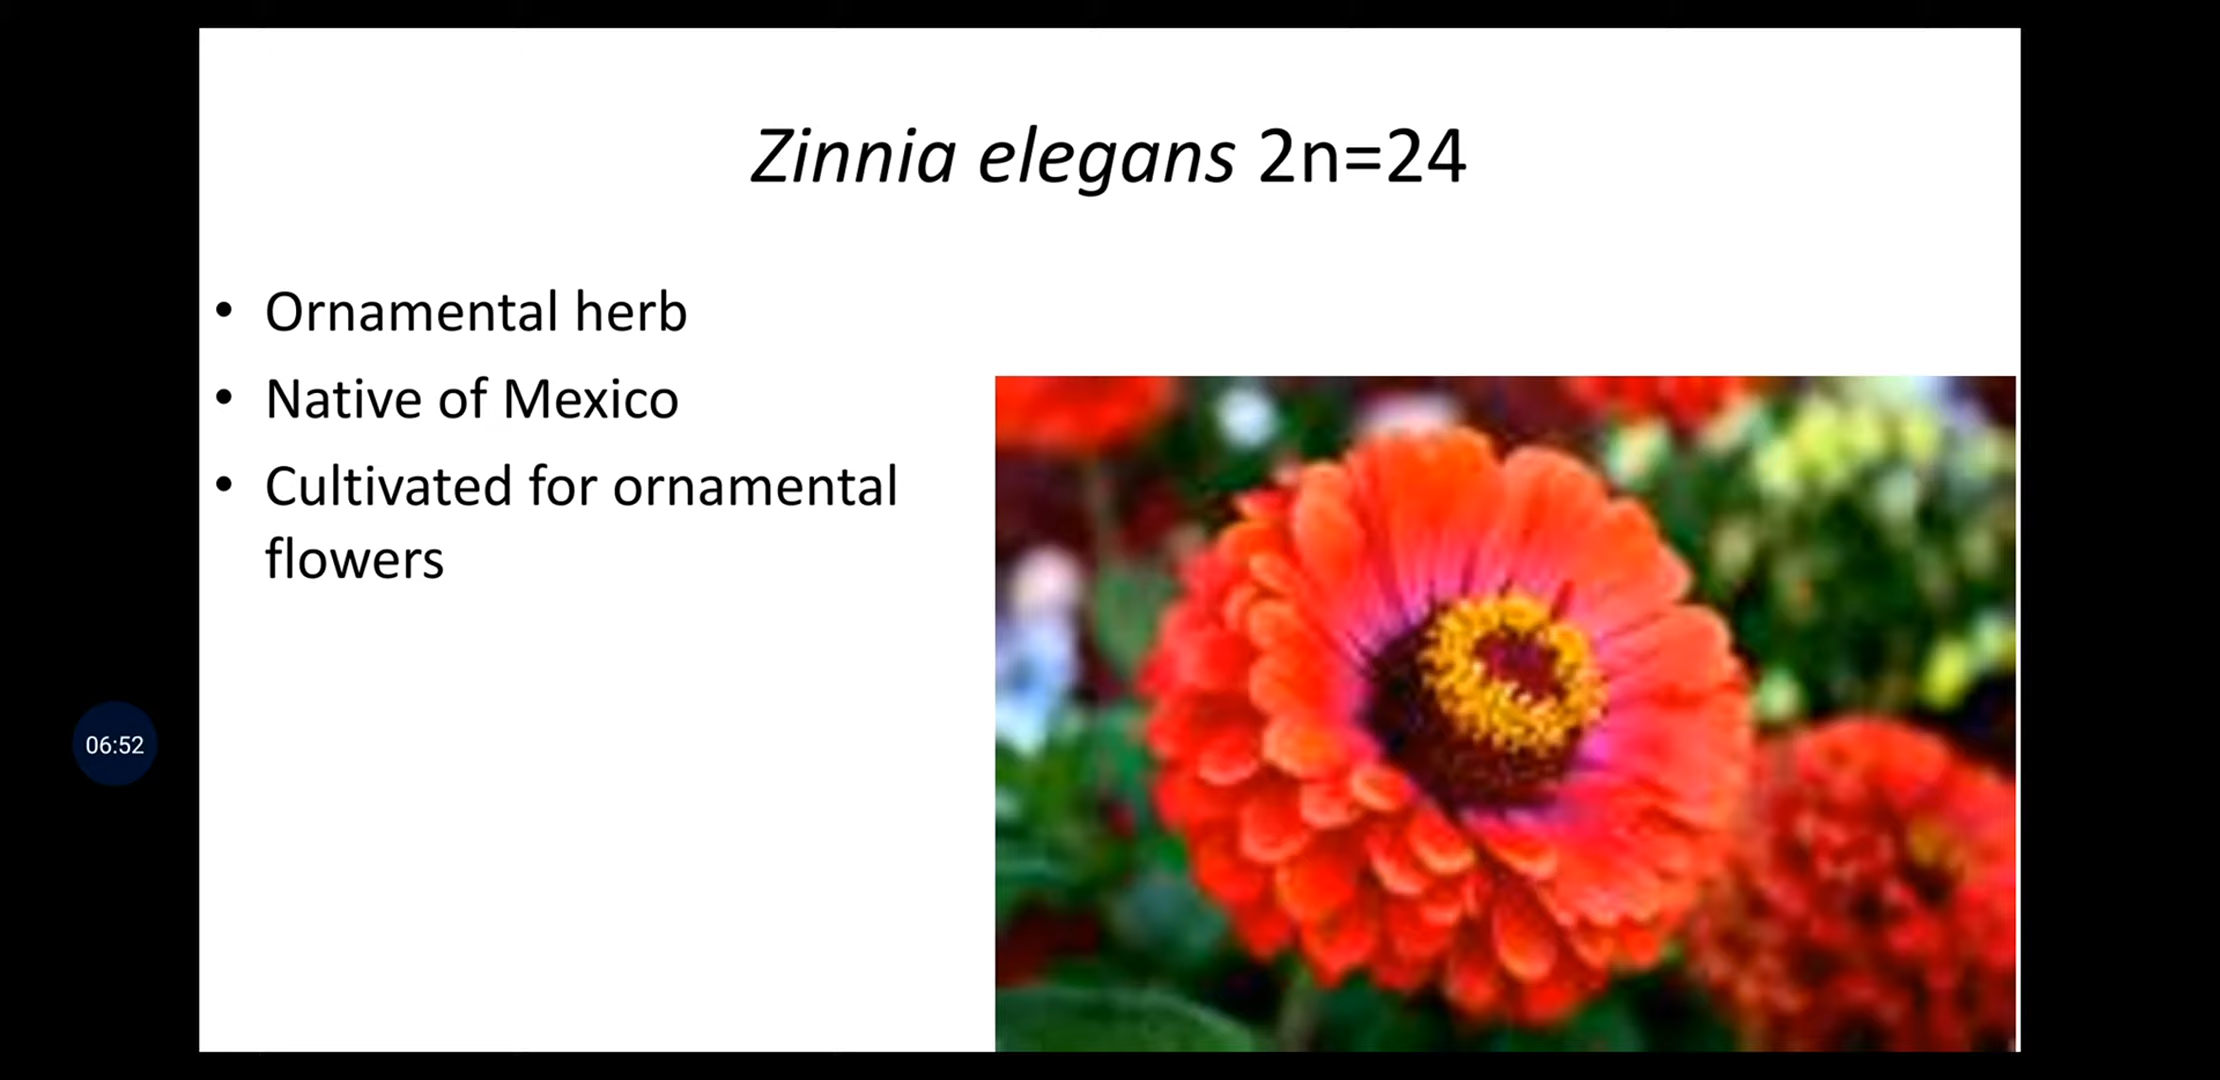 Zinnia elegans 2n=24
• Ornamental herb
• Native of Mexico
• Cultivated for ornamental
flowers
06:52